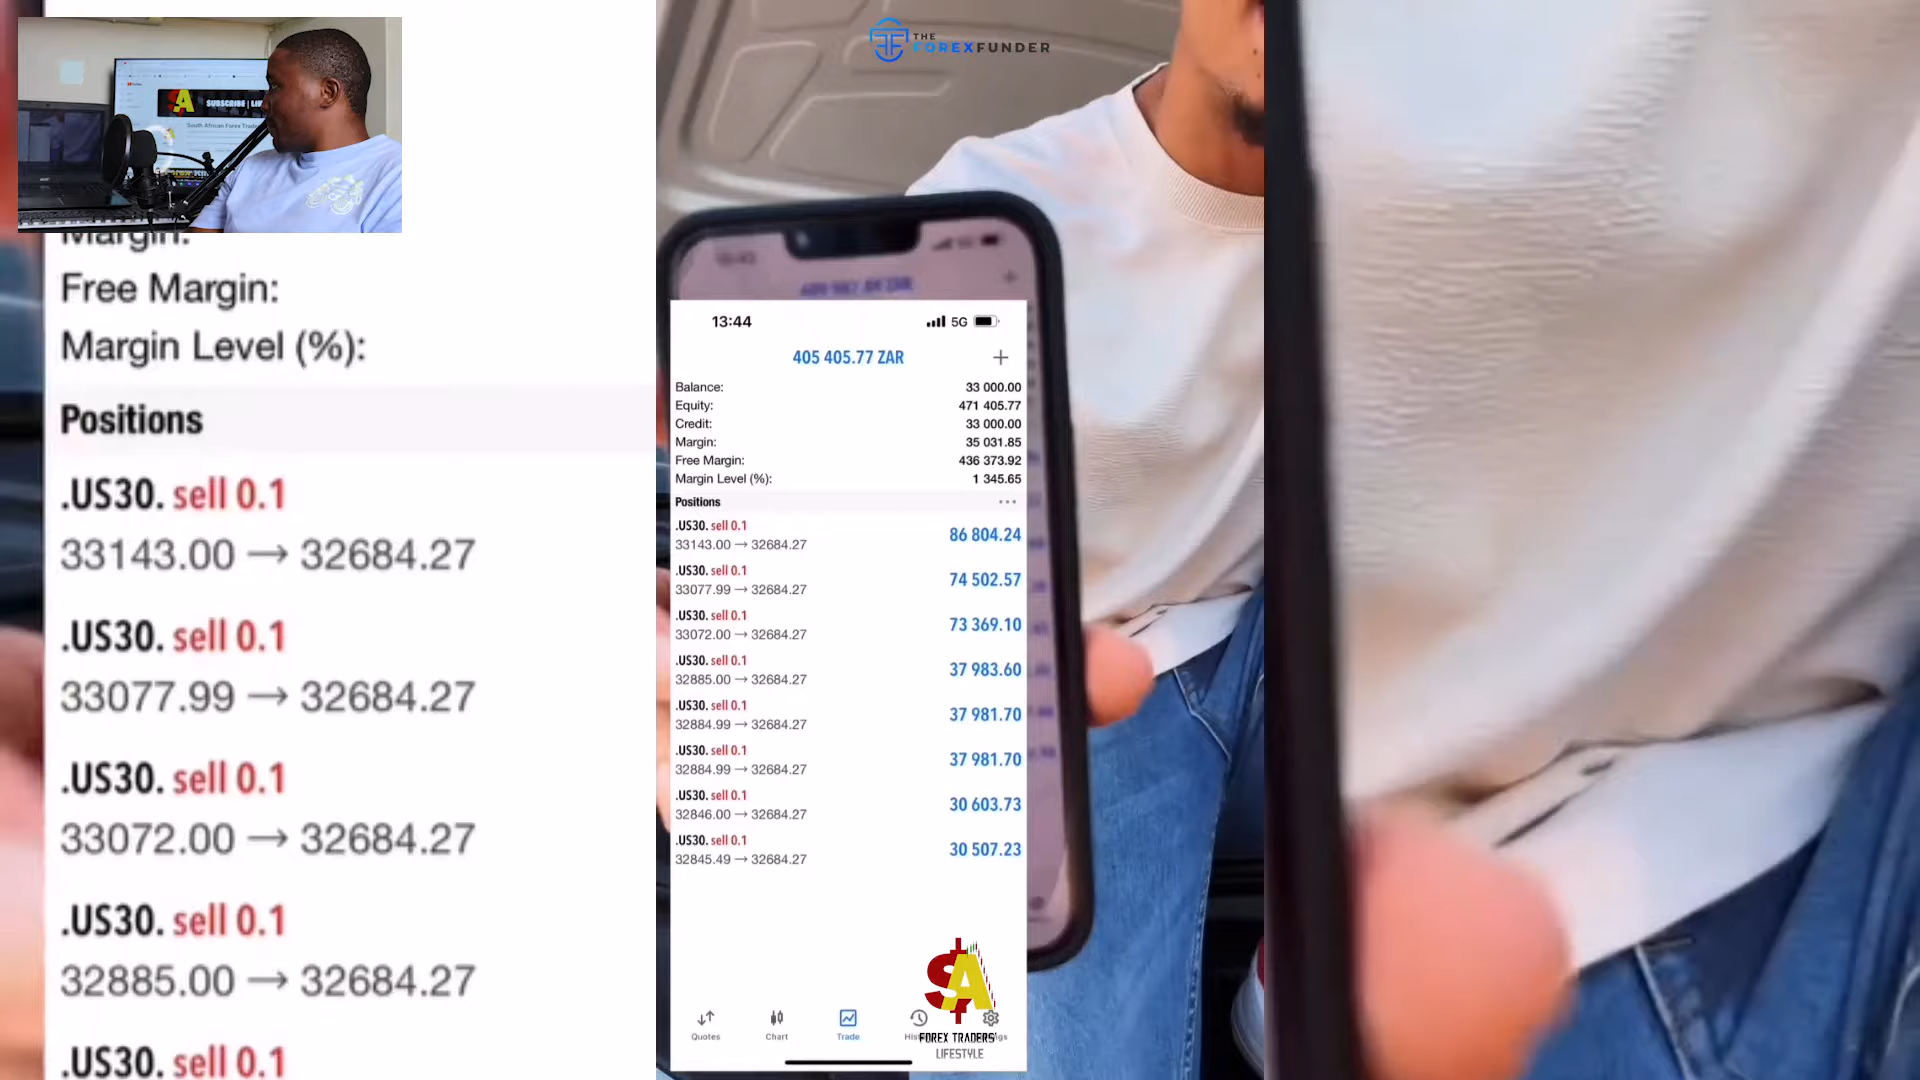 SUBSCRIBE | LI
South African Forex Trade
Margin:
Free Margin:
Margin Level (%):
Positions
.US30. sell 0.1
33143.00 → 32684.27
.US30. sell 0.1
33077.99 → 32684.27
.US30. sell 0.1
33072.00 → 32684.27
.US30. sell 0.1
32885.00 → 32684.27
.US30. sell 0.1
THE
FOREXFUNDER
13:44
5G
405 405.77 ZAR
Balance: 33 000.00
Equity: 471 405.77
Credit: 33 000.00
Margin: 35 031.85
Free Margin: 436 373.92
Margin Level (%): 1 345.65
Positions
.US30. sell 0.1
33143.00 → 32684.27 86 804.24
.US30. sell 0.1
33077.99 → 32684.27 74 502.57
.US30. sell 0.1
33072.00 → 32684.27 73 369.10
.US30. sell 0.1
32885.00 → 32684.27 37 983.60
.US30. sell 0.1
32884.99 → 32684.27 37 981.70
.US30. sell 0.1
32884.99 → 32684.27 37 981.70
.US30. sell 0.1
32846.00 → 32684.27 30 603.73
.US30. sell 0.1
32845.49 → 32684.27 30 507.23
Quotes Chart Trade
$A
FOREX TRADERS'
LIFESTYLE